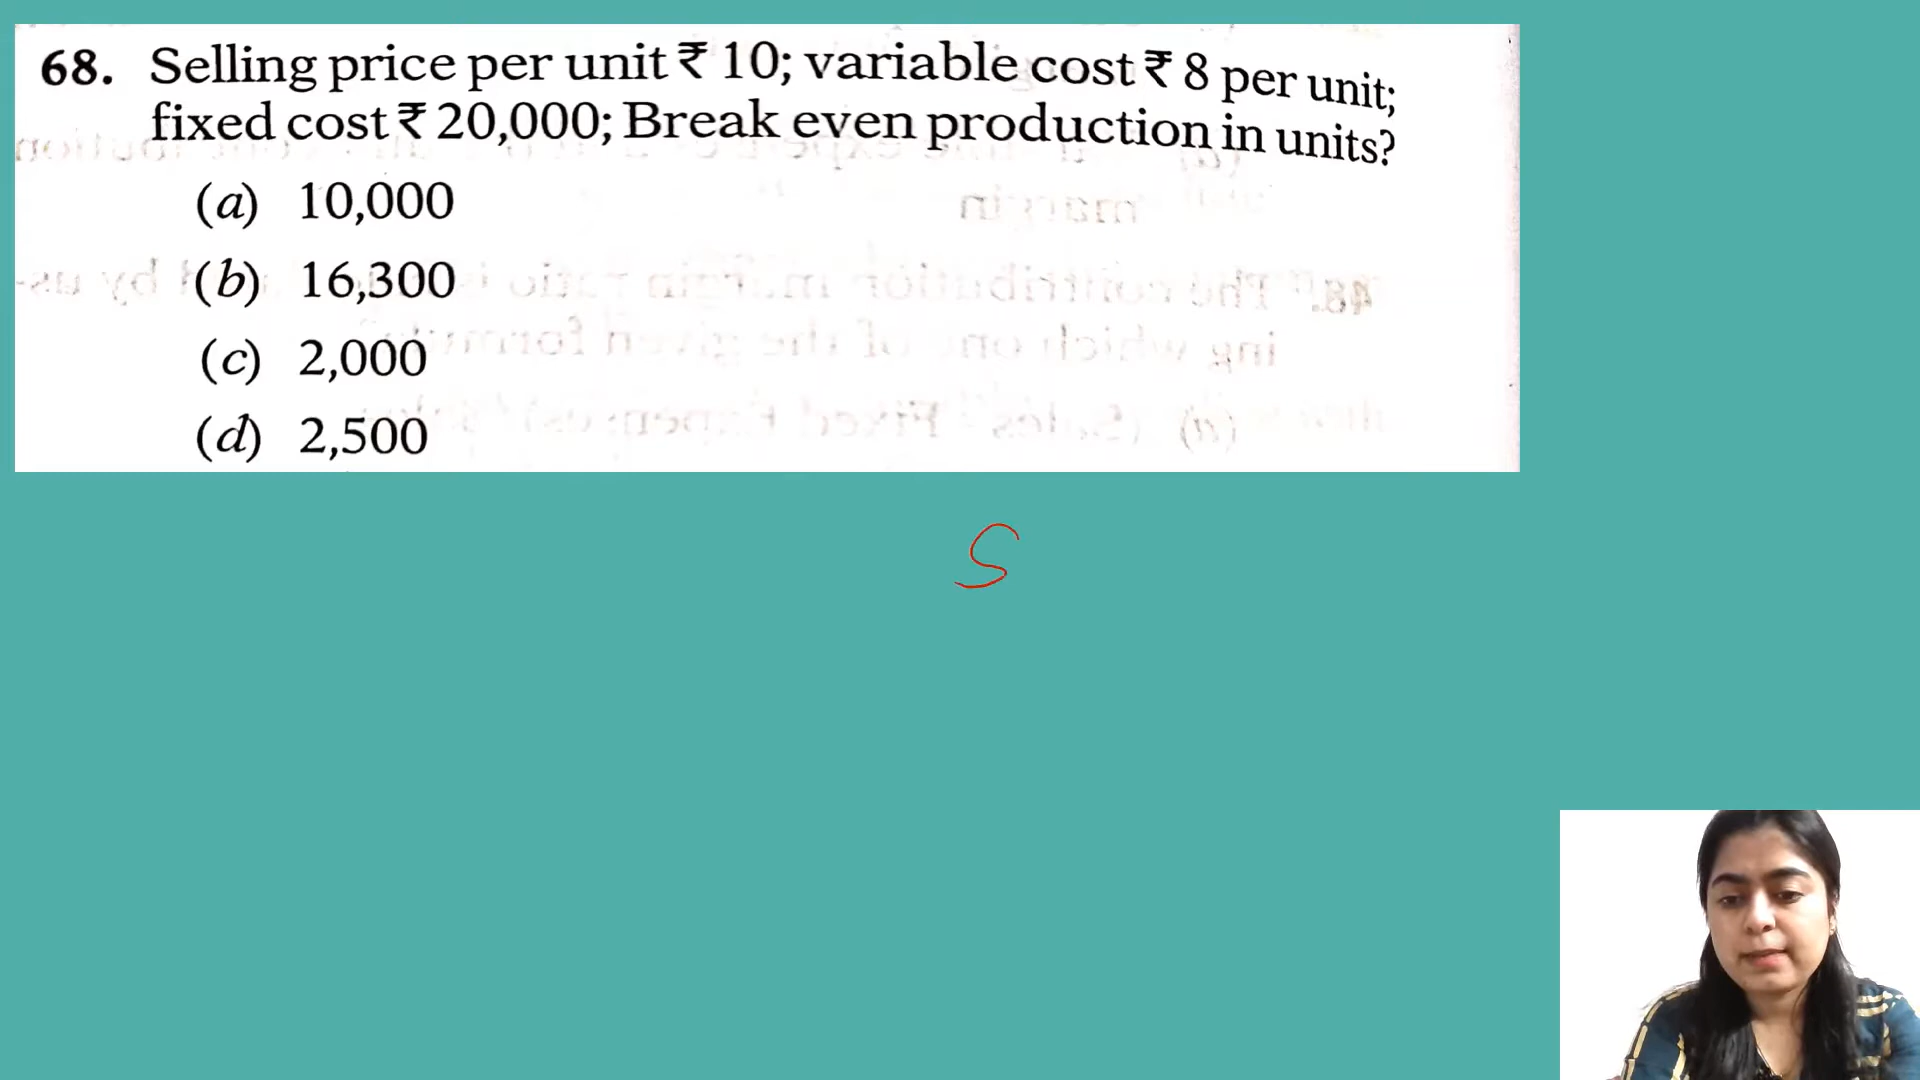 68. Selling price per unit ₹ 10; variable cost ₹ 8 per unit;
fixed cost ₹ 20,000; Break even production in units?
(a) 10,000
(b) 16,300
(c) 2,000
(d) 2,500
S